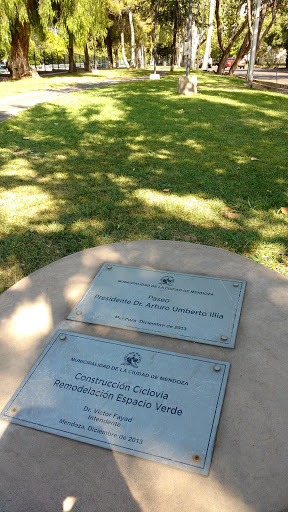 MUNICIPALIDAD DE LA CIUDAD DE MENDOZA
Paseo
Presidente Dr. Arturo Umberto Illia
Mendoza, Diciembre de 2013
MUNICIPALIDAD DE LA CIUDAD DE MENDOZA
Construcción Ciclovía
Remodelación Espacio Verde
Dr. Víctor Fayad
Intendente
Mendoza, Diciembre de 2013